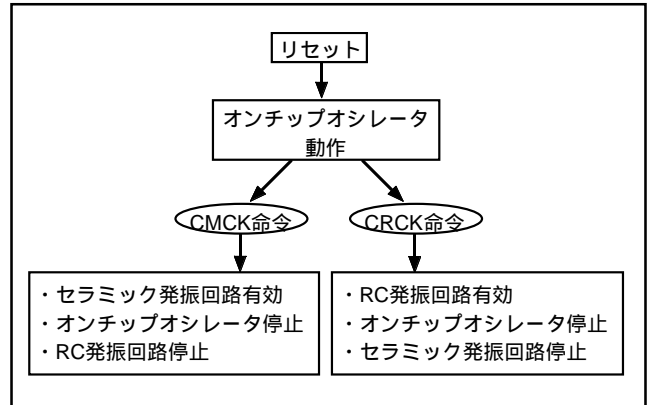 リセット
オンチップオシレータ
動作
CMCK命令
CRCK命令
・セラミック発振回路有効
・オンチップオシレータ停止
・RC発振回路停止
・RC発振回路有効
・オンチップオシレータ停止
・セラミック発振回路停止